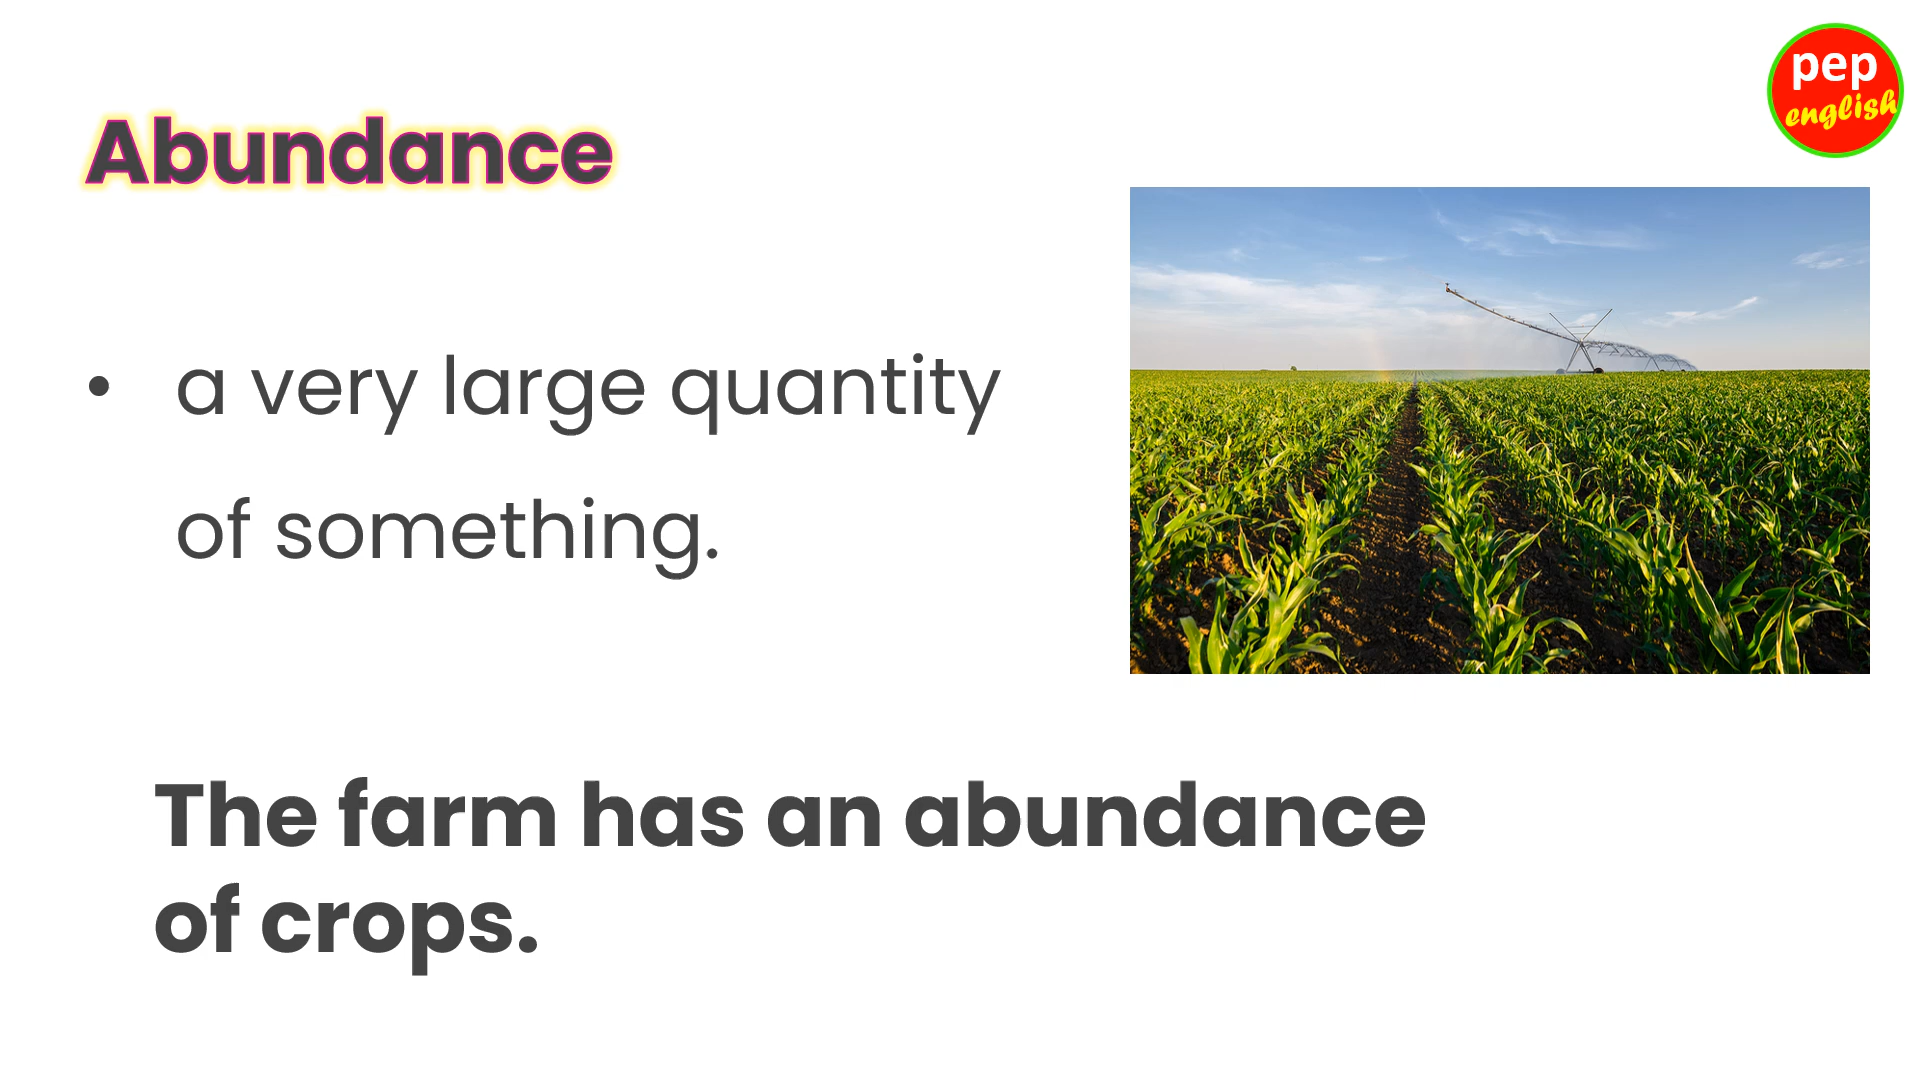 pep
english
Abundance
• a very large quantity
of something.
The farm has an abundance
of crops.